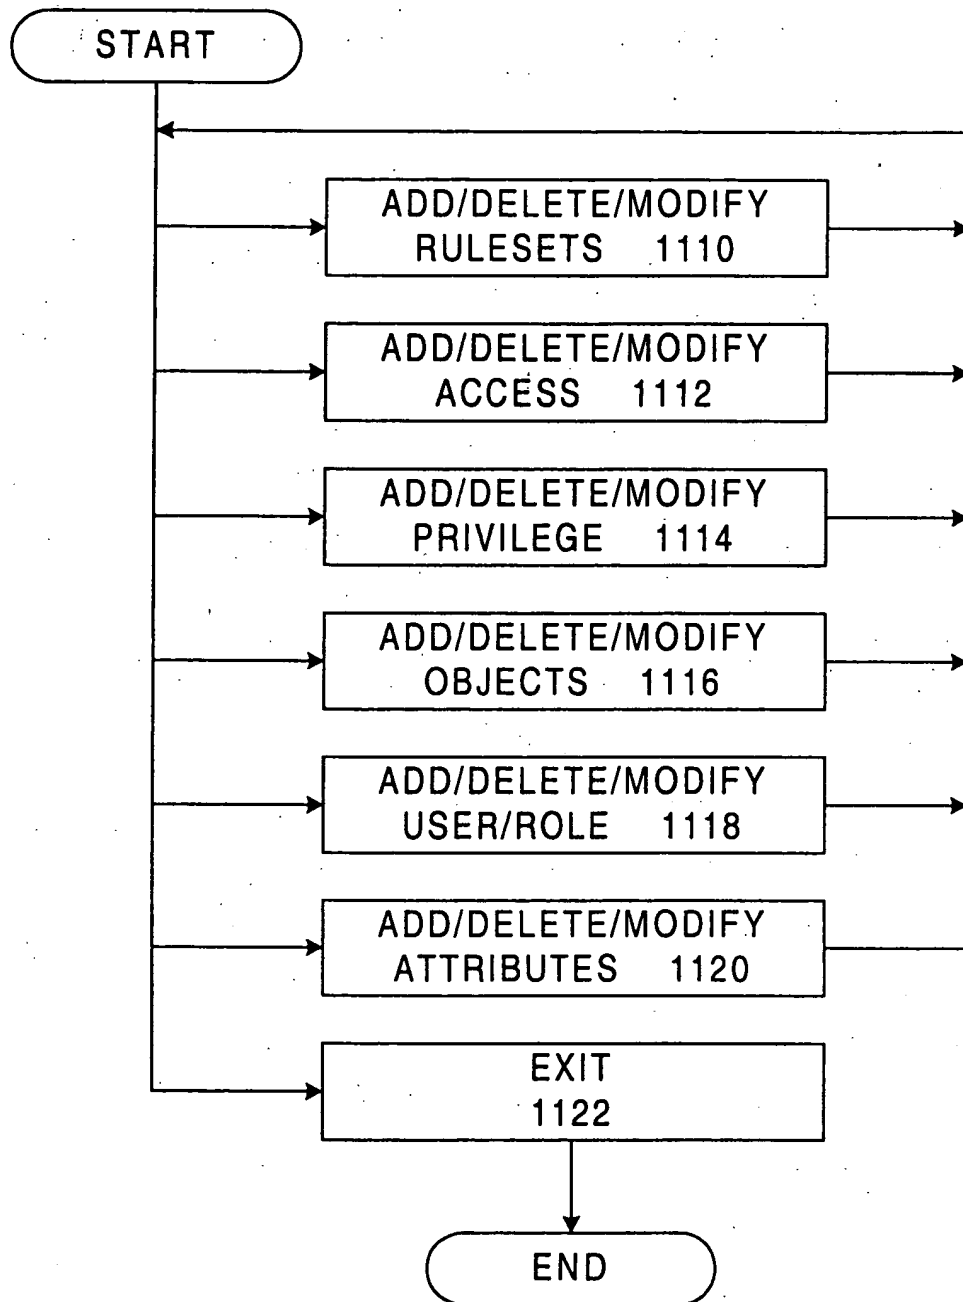 START
ADD/DELETE/MODIFY
RULESETS 1110
ADD/DELETE/MODIFY
ACCESS 1112
ADD/DELETE/MODIFY
PRIVILEGE 1114
ADD/DELETE/MODIFY
OBJECTS 1116
ADD/DELETE/MODIFY
USER/ROLE 1118
ADD/DELETE/MODIFY
ATTRIBUTES 1120
EXIT
1122
END